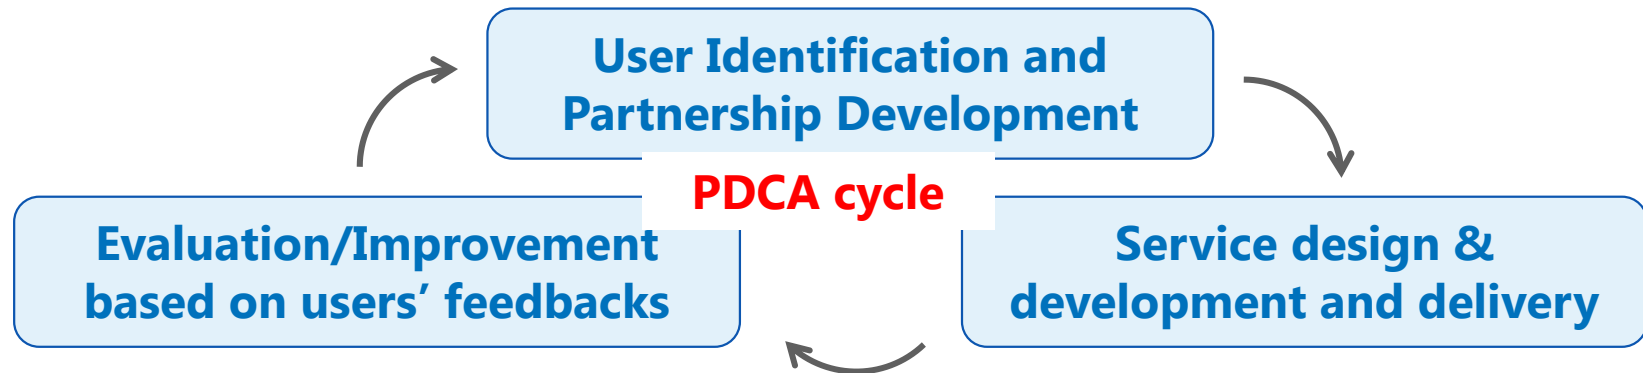 User Identification and
Partnership Development
PDCA cycle
Evaluation/Improvement
based on users’ feedbacks
Service design &
development and delivery